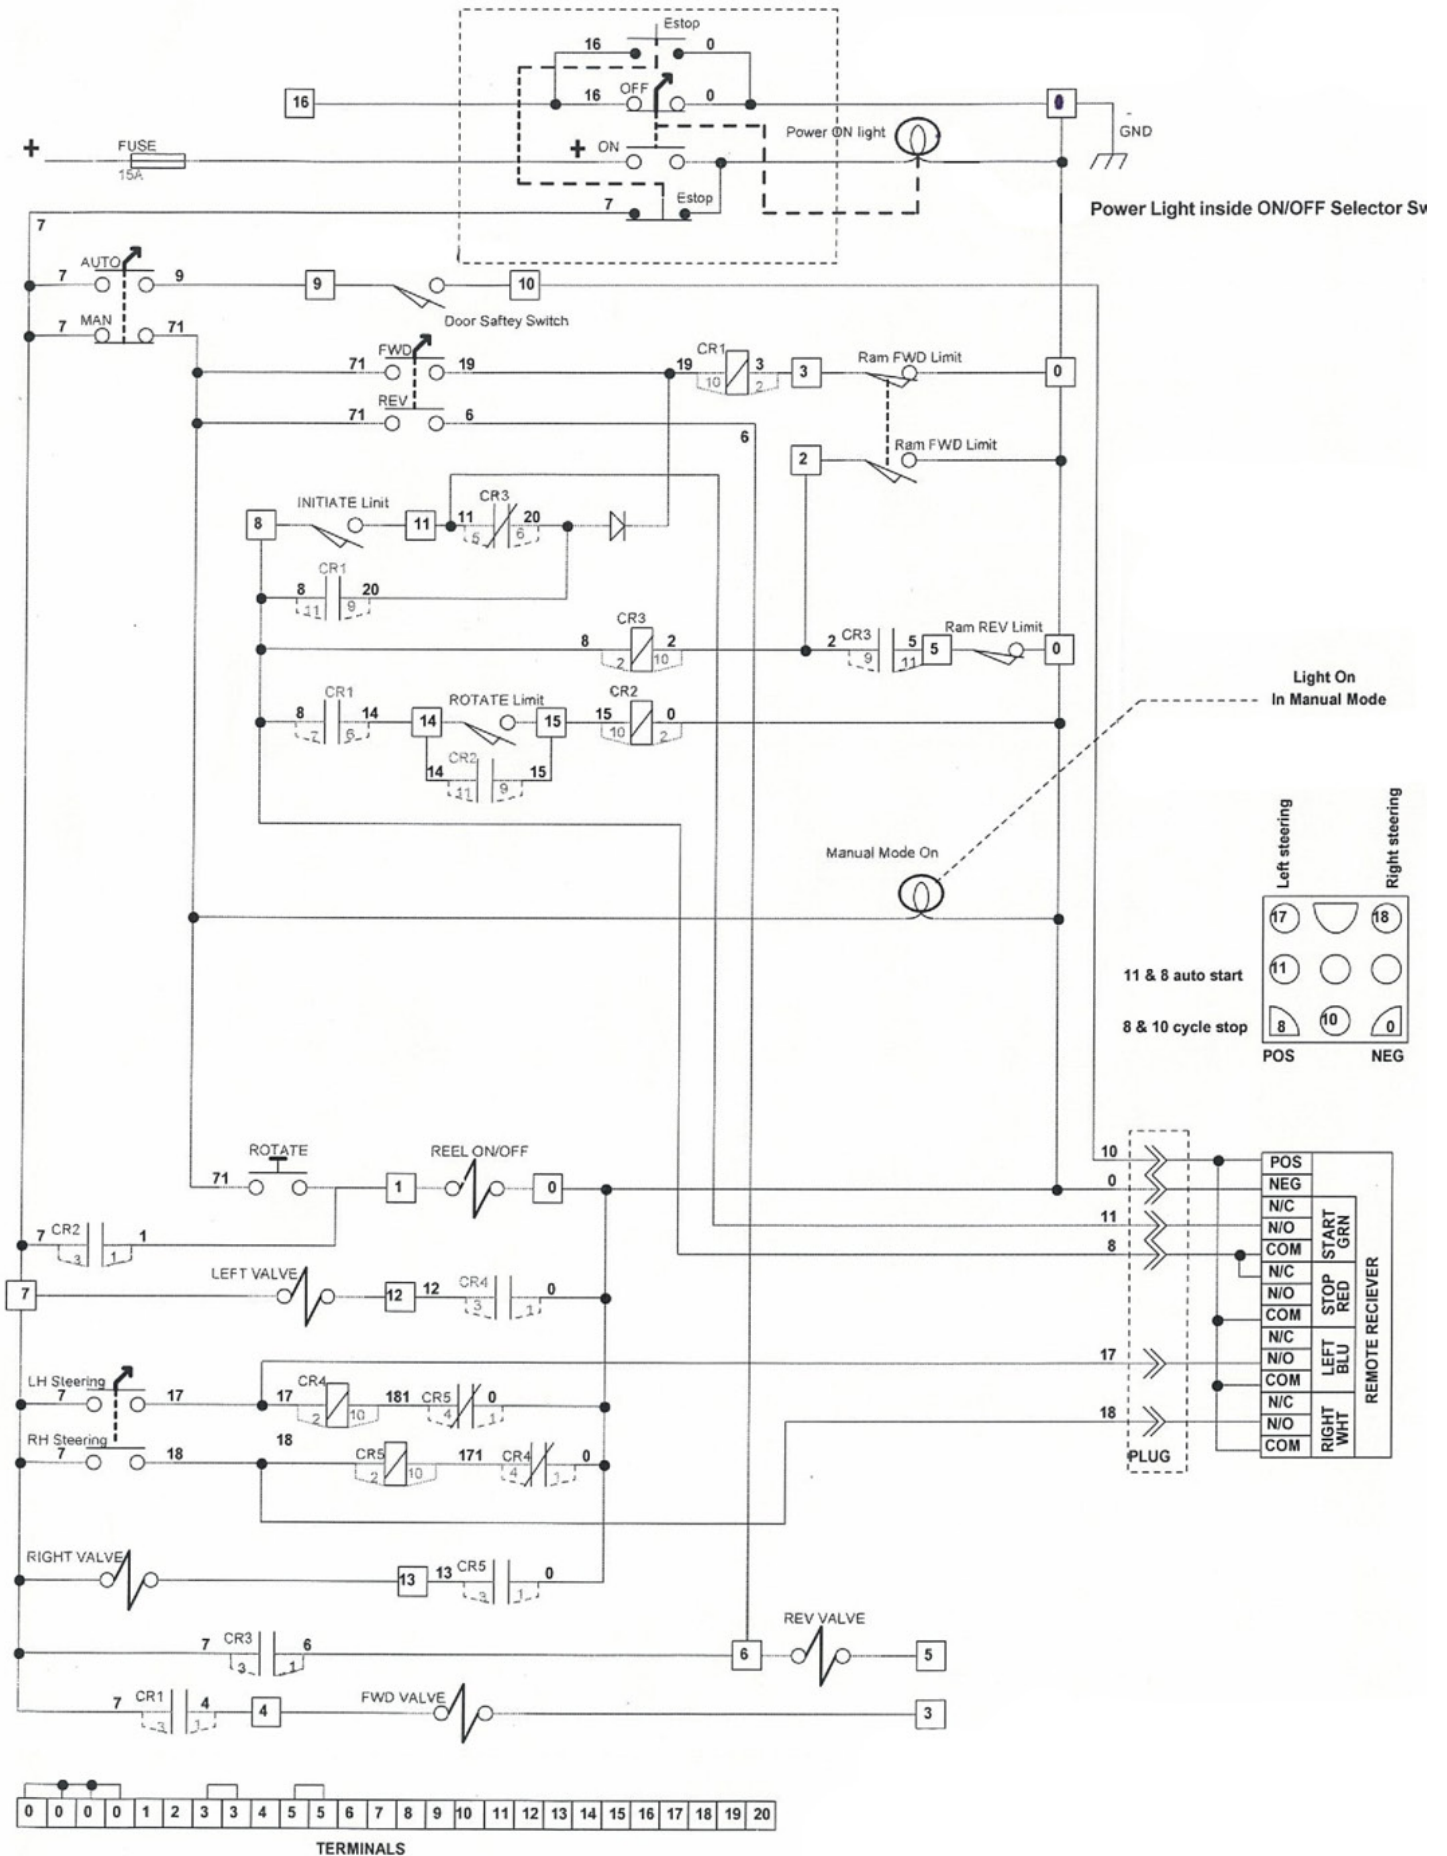 Estop
16 0
16 OFF 0
16
0
GND
Power ON light
+ FUSE + ON
15A
7 Estop
7
Power Light inside ON/OFF Selector Sw
AUTO
7 9 9 10
Door Saftey Switch
MAN
7 71
FWD
71 19 19 CR1 3 3 Ram FWD Limit 0
10 2
REV
71 6
6
2 Ram FWD Limit
INITIATE Linit CR3
8 11 11 20
5 6
CR1
8 20
11 9
CR3
8 2 2 CR3 5 5 Ram REV Limit 0
2 10 9 11
CR1 ROTATE Limit CR2
8 14 14 15 15 0
7 6 10 2
CR2
14 15
11 9
Light On
In Manual Mode
Manual Mode On
Left steering
Right steering
17 18
11 & 8 auto start 11
8 & 10 cycle stop 8 10 0
POS NEG
ROTATE REEL ON/OFF
71 1 0
7 CR2 1
3 1
7
LEFT VALVE 12 12 CR4 0
3 1
LH Steering
7 17 17 CR4 181 CR5 0
2 10 4 1
RH Steering 18
7 18 CR5 171 CR4 0
2 10 4 1
RIGHT VALVE 13 13 CR5 0
3 1
7 CR3 6 6 REV VALVE 5
3 1
7 CR1 4 4 FWD VALVE 3
3 1
10
0
11
8
17
18
PLUG
POS
NEG
N/C
N/O
COM
START
GRN
N/C
N/O
COM
STOP
RED
N/C
N/O
COM
LEFT
BLU
N/C
N/O
COM
RIGHT
WHT
REMOTE RECIEVER
0 0 0 0 1 2 3 3 4 5 5 6 7 8 9 10 11 12 13 14 15 16 17 18 19 20
TERMINALS